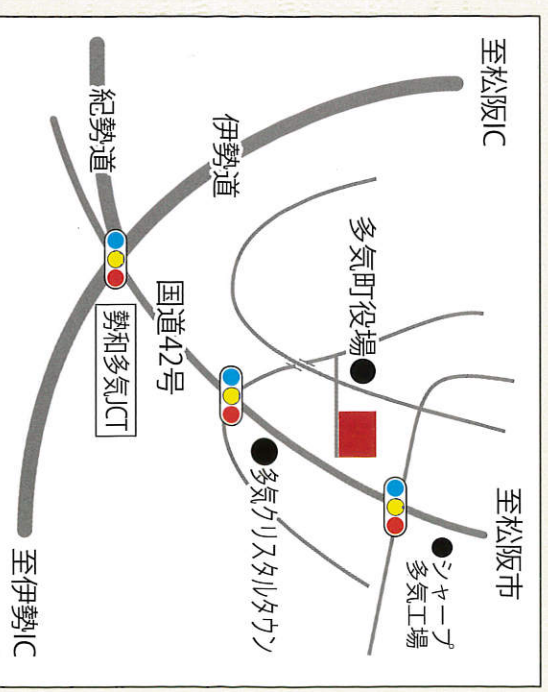 至松阪IC
至松阪市
伊勢道
紀勢道
多気町役場
シャープ
多気工場
国道42号
勢和多気JCT
多気クリスタルタウン
至伊勢IC